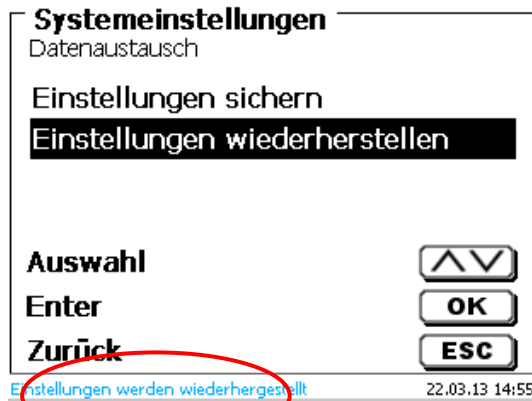 Systemeinstellungen
Datenaustausch
Einstellungen sichern
Einstellungen wiederherstellen
Auswahl
Enter OK
Zurück ESC
Einstellungen werden wiederhergestellt 22.03.13 14:55